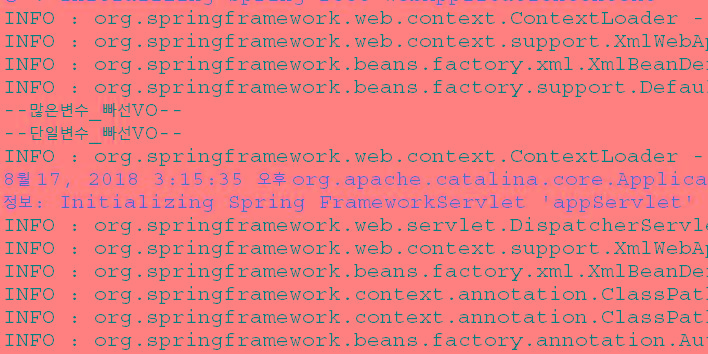 INFO : org.springframework.web.context.ContextLoader -
INFO : org.springframework.web.context.support.XmlWebAp
INFO : org.springframework.beans.factory.xml.XmlBeanDe
INFO : org.springframework.beans.factory.support.Defau
--많은변수_빠선VO--
--단일변수_빠선VO--
INFO : org.springframework.web.context.ContextLoader -
8월 17, 2018 3:15:35 오후 org.apache.catalina.core.Applica
정보: Initializing Spring FrameworkServlet 'appServlet'
INFO : org.springframework.web.servlet.DispatcherServle
INFO : org.springframework.web.context.support.XmlWebAp
INFO : org.springframework.beans.factory.xml.XmlBeanDe
INFO : org.springframework.context.annotation.ClassPat
INFO : org.springframework.context.annotation.ClassPat
INFO : org.springframework.beans.factory.annotation.Au